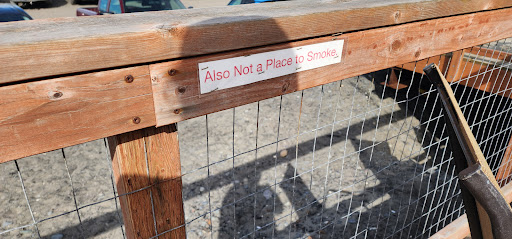 Also Not a Place to Smoke.